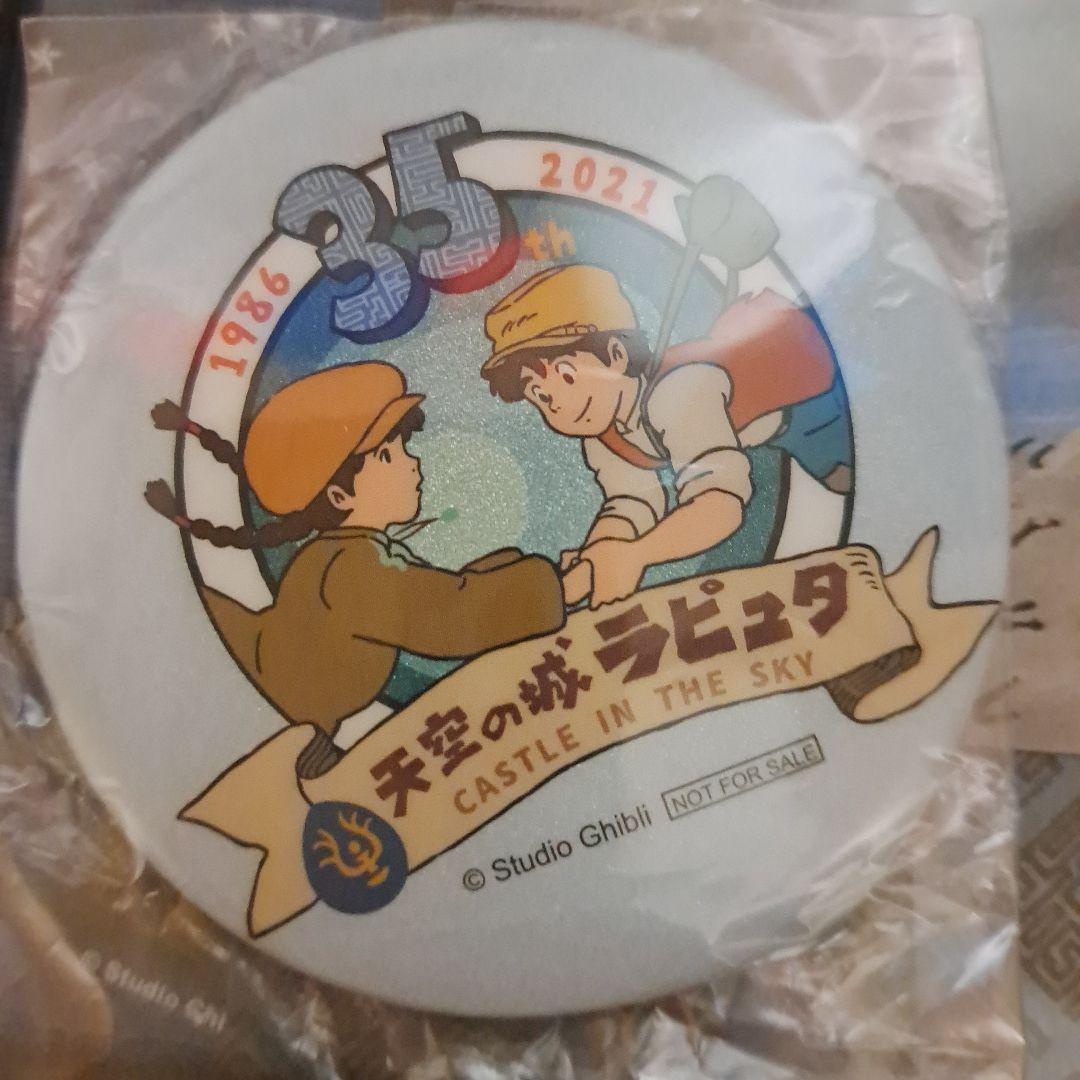 35th
1986
2021
天空の城ラピュタ
CASTLE IN THE SKY
© Studio Ghibli
NOT FOR SALE
© Studio